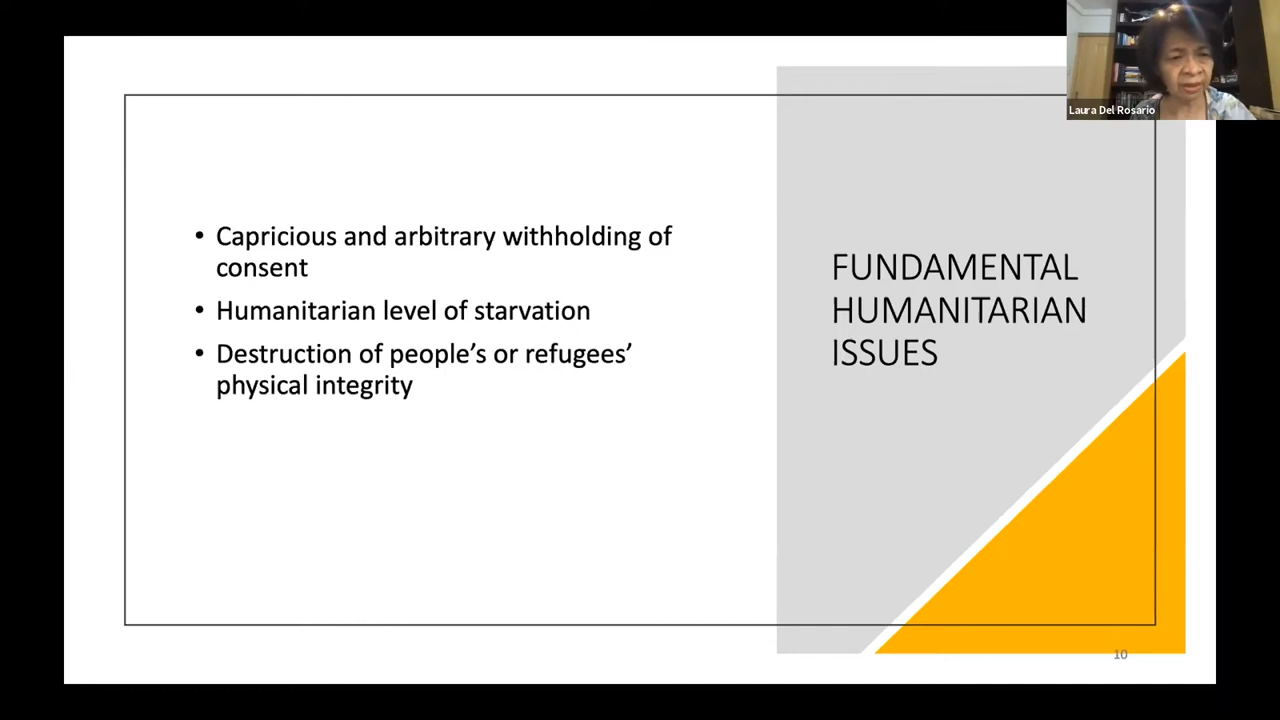 Laura Del Rosario
• Capricious and arbitrary withholding of
consent
• Humanitarian level of starvation
• Destruction of people’s or refugees’
physical integrity
FUNDAMENTAL
HUMANITARIAN
ISSUES
10